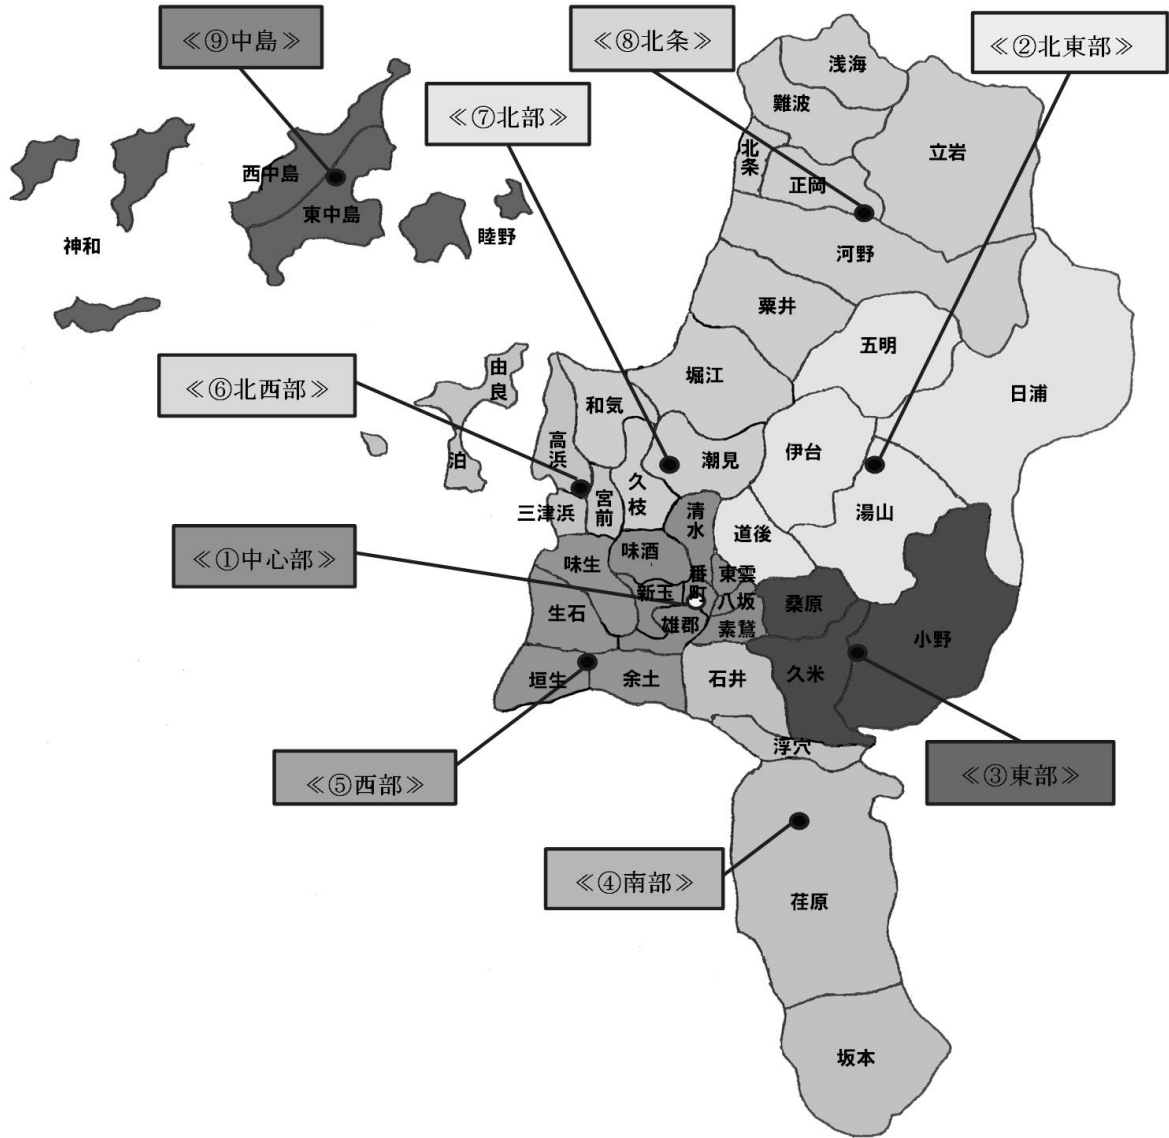 ≪⑨中島≫
≪⑧北条≫
≪②北東部≫
≪⑦北部≫
浅海
難波
北条
立岩
正岡
西中島
東中島
神和
睦野
河野
粟井
五明
堀江
日浦
≪⑥北西部≫
由良
和気
高浜
泊
潮見
伊台
久枝
宮前
三津浜
清水
湯山
道後
≪①中心部≫
味酒
味生
番町
東雲
新玉
八坂
桑原
生石
雄郡
素鵞
小野
垣生
余土
石井
久米
浮穴
≪⑤西部≫
≪③東部≫
≪④南部≫
荏原
坂本